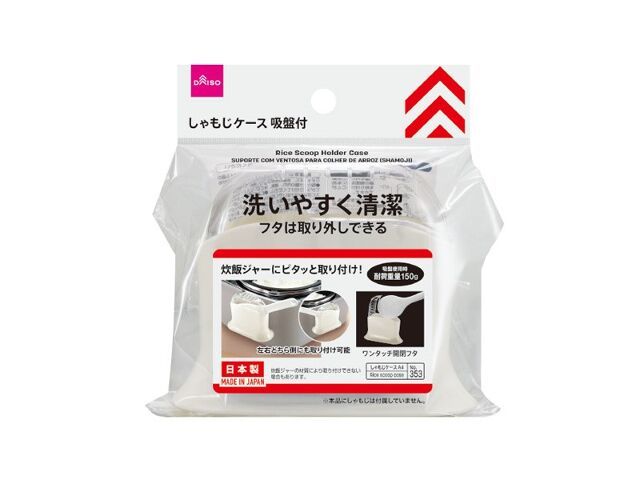 DAISO
しゃもじケース 吸盤付
Rice Scoop Holder Case
SUPORTE COM VENTOSA PARA COLHER DE ARROZ (SHAMOJI)
洗いやすく清潔
フタは取り外しできる
炊飯ジャーにピタッと取り付け!
吸盤使用時
耐荷重量150g
左右どちら側にも取り付け可能
ワンタッチ開閉フタ
日本製
MADE IN JAPAN
炊飯ジャーの材質により取り付けできない
場合もあります。
しゃもじケース A4
Rice scoop case
No.
353
※本品にしゃもじは付属していません。